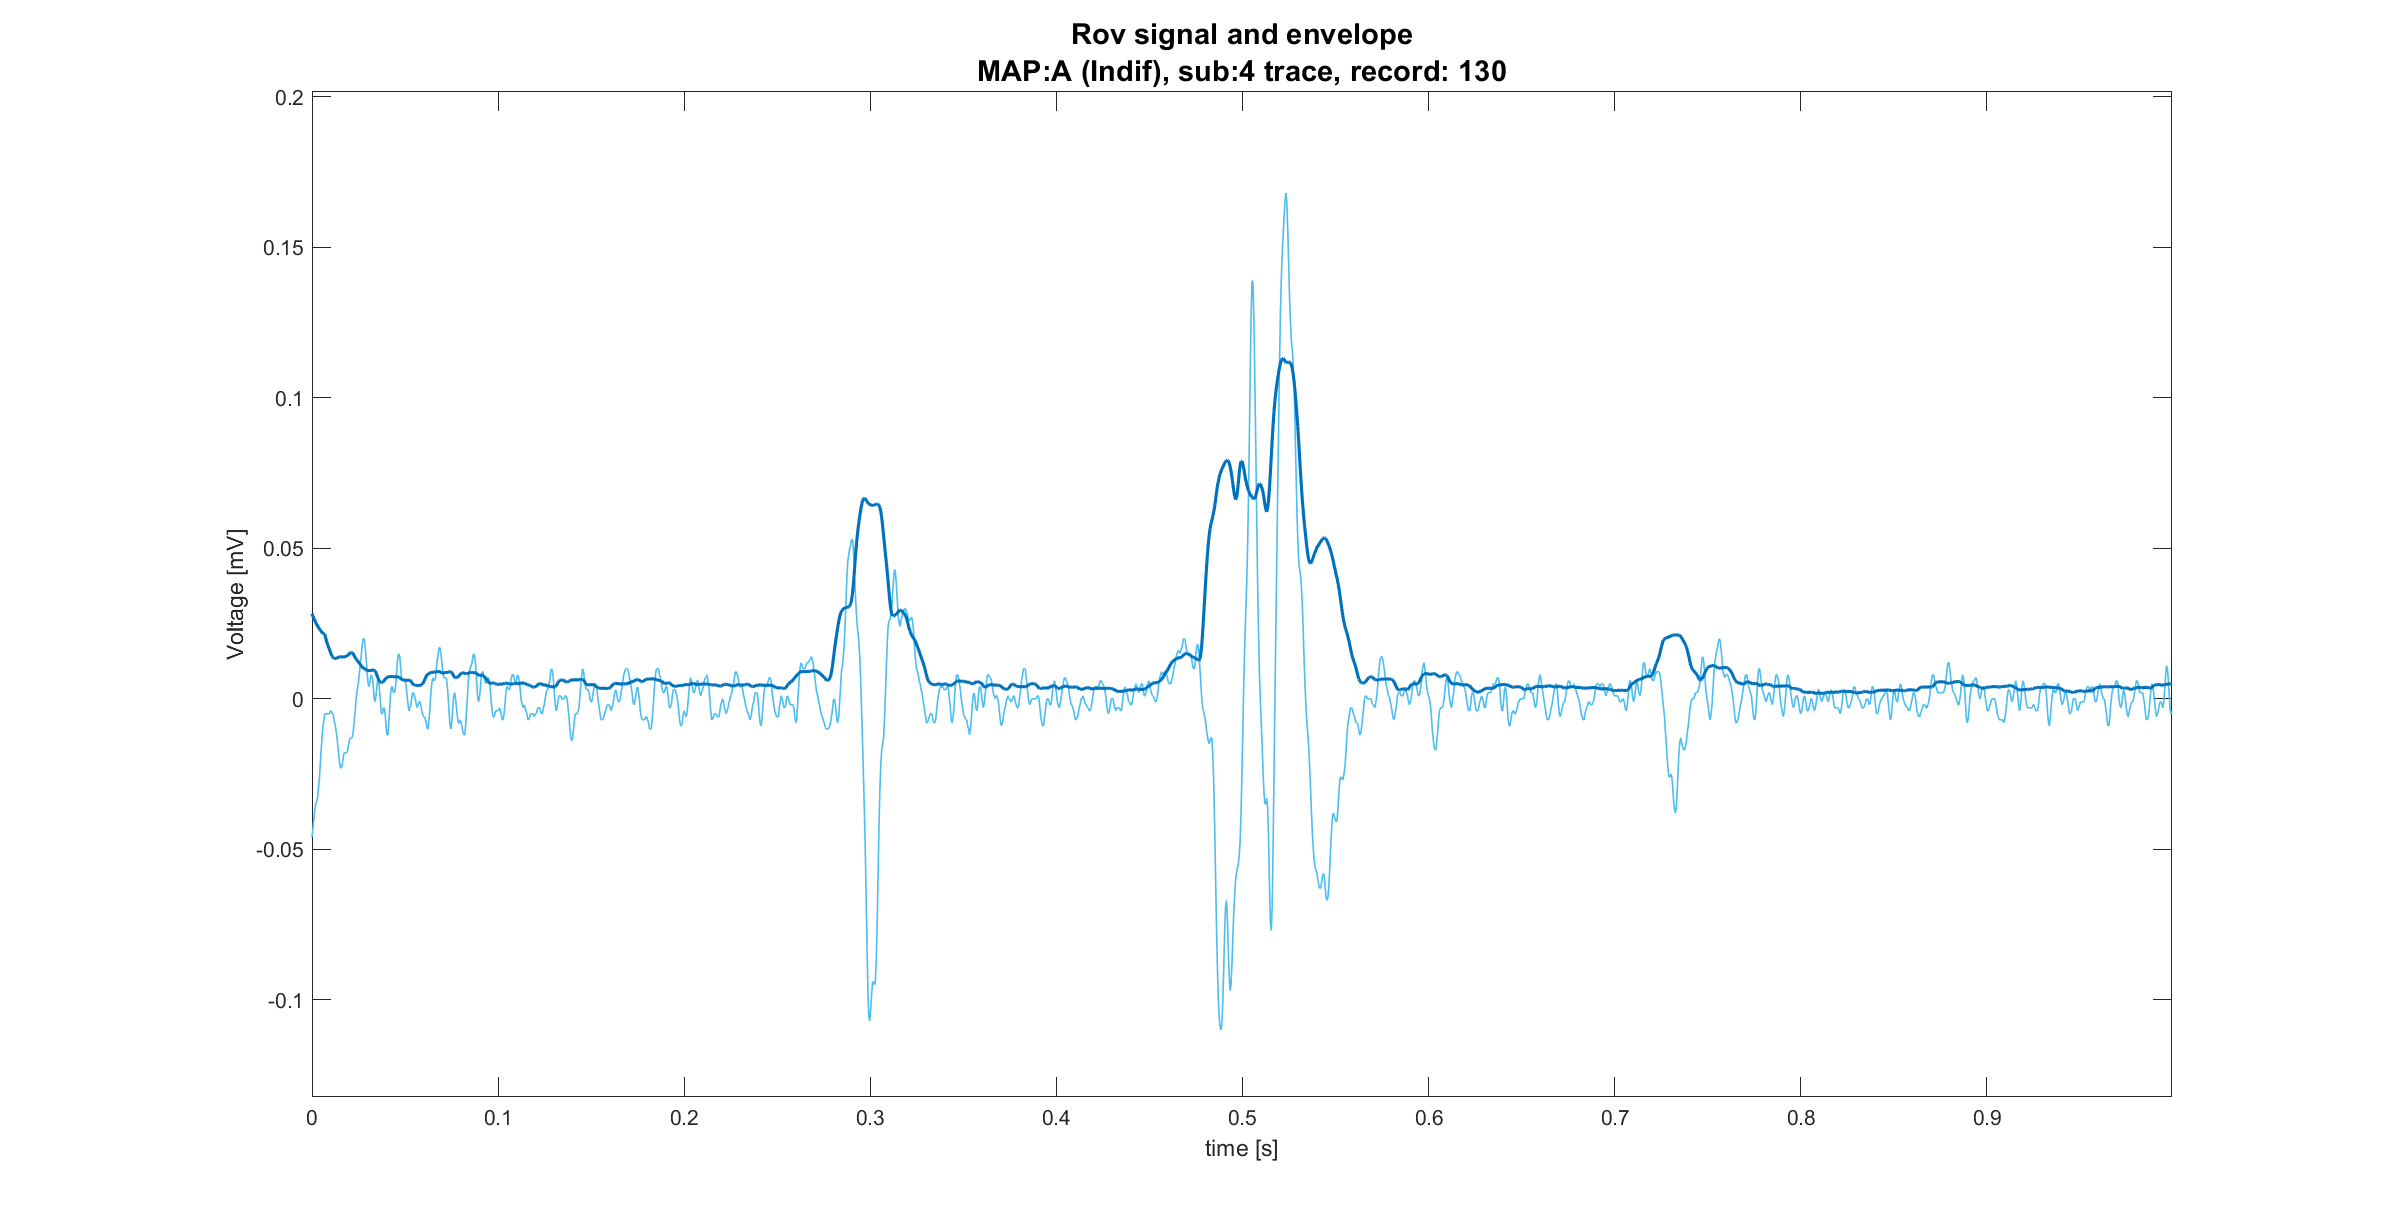 Rov signal and envelope
MAP:A (Indif), sub:4 trace, record: 130
0.2
0.15
0.1
0.05
0
-0.05
-0.1
Voltage [mV]
0 0.1 0.2 0.3 0.4 0.5 0.6 0.7 0.8 0.9
time [s]